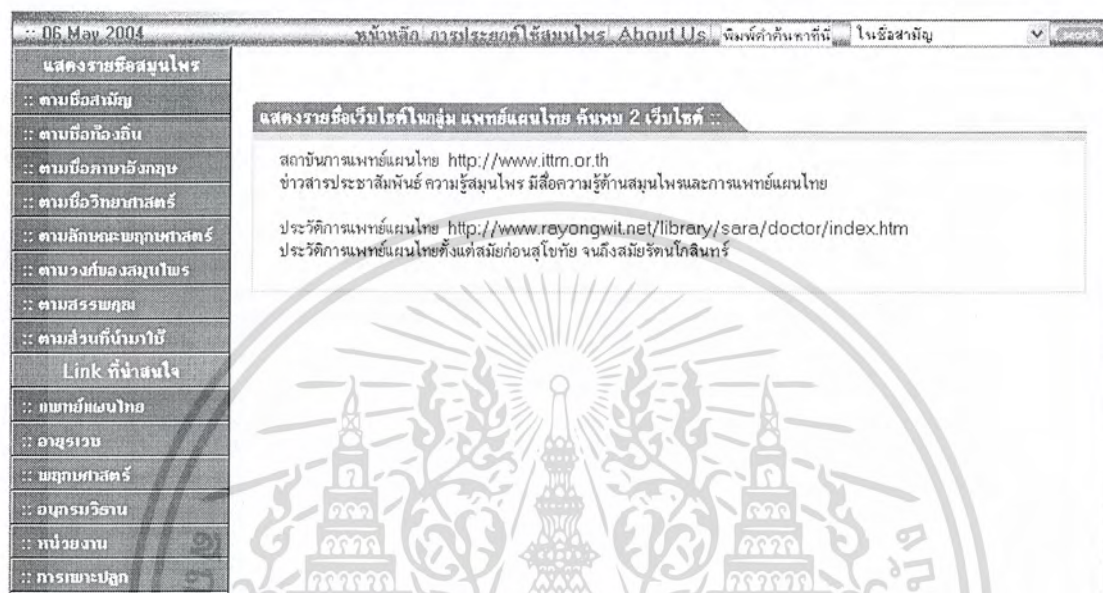 :: 06 May 2004
หน้าหลัก การประยุกต์ใช้สมุนไพร About Us พิมพ์คำค้นหาที่นี่ ในชื่อสามัญ search
แสดงรายชื่อสมุนไพร
:: ตามชื่อสามัญ
:: ตามชื่อท้องถิ่น
:: ตามชื่อภาษาอังกฤษ
:: ตามชื่อวิทยาศาสตร์
:: ตามลักษณะพฤกษศาสตร์
:: ตามวงศ์ของสมุนไพร
:: ตามสรรพคุณ
:: ตามส่วนที่นำมาใช้
Link ที่น่าสนใจ
:: แพทย์แผนไทย
:: อายุรเวช
:: พฤกษศาสตร์
:: อนุกรมวิธาน
:: หน่วยงาน
:: การเพาะปลูก
แสดงรายชื่อเว็บไซต์ในกลุ่ม แพทย์แผนไทย ค้นพบ 2 เว็บไซต์ ::
สถาบันการแพทย์แผนไทย http://www.ittm.or.th
ข่าวสารประชาสัมพันธ์ ความรู้สมุนไพร มีสื่อความรู้ด้านสมุนไพรและการแพทย์แผนไทย
ประวัติการแพทย์แผนไทย http://www.rayongwit.net/library/sara/doctor/index.htm
ประวัติการแพทย์แผนไทยตั้งแต่สมัยก่อนสุโขทัย จนถึงสมัยรัตนโกสินทร์